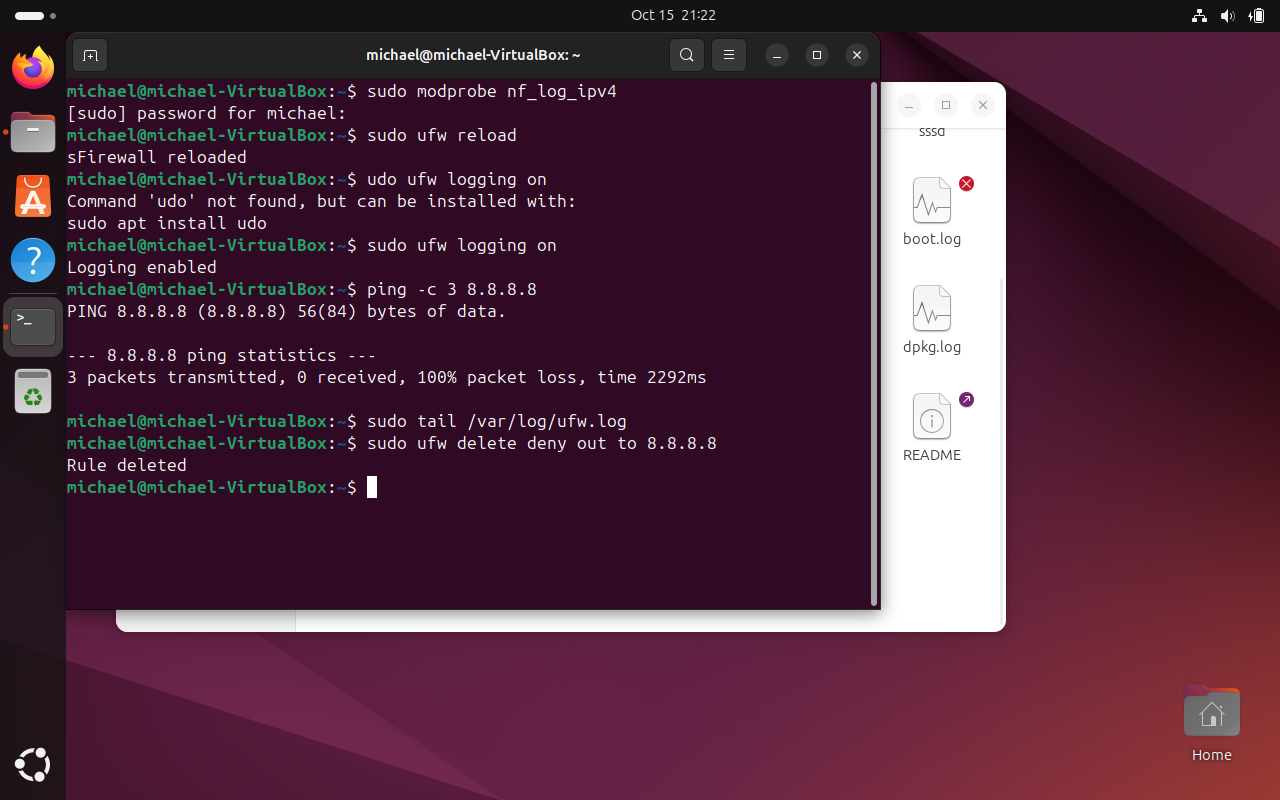 Oct 15 21:22
michael@michael-VirtualBox: ~
michael@michael-VirtualBox:~$ sudo modprobe nf_log_ipv4
[sudo] password for michael:
michael@michael-VirtualBox:~$ sudo ufw reload
sFirewall reloaded
michael@michael-VirtualBox:~$ udo ufw logging on
Command 'udo' not found, but can be installed with:
sudo apt install udo
michael@michael-VirtualBox:~$ sudo ufw logging on
Logging enabled
michael@michael-VirtualBox:~$ ping -c 3 8.8.8.8
PING 8.8.8.8 (8.8.8.8) 56(84) bytes of data.
--- 8.8.8.8 ping statistics ---
3 packets transmitted, 0 received, 100% packet loss, time 2292ms
michael@michael-VirtualBox:~$ sudo tail /var/log/ufw.log
michael@michael-VirtualBox:~$ sudo ufw delete deny out to 8.8.8.8
Rule deleted
michael@michael-VirtualBox:~$
sssd
boot.log
dpkg.log
README
Home